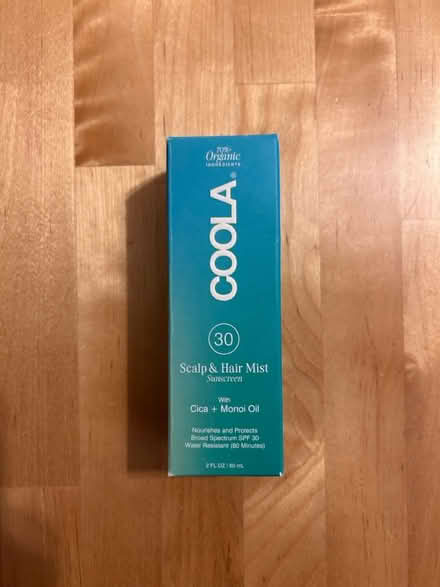 70%+
Organic
INGREDIENTS
COOLA®
30
Scalp & Hair Mist
Sunscreen
With
Cica + Monoi Oil
Nourishes and Protects
Broad Spectrum SPF 30
Water Resistant (80 Minutes)
2 FL OZ / 60 mL